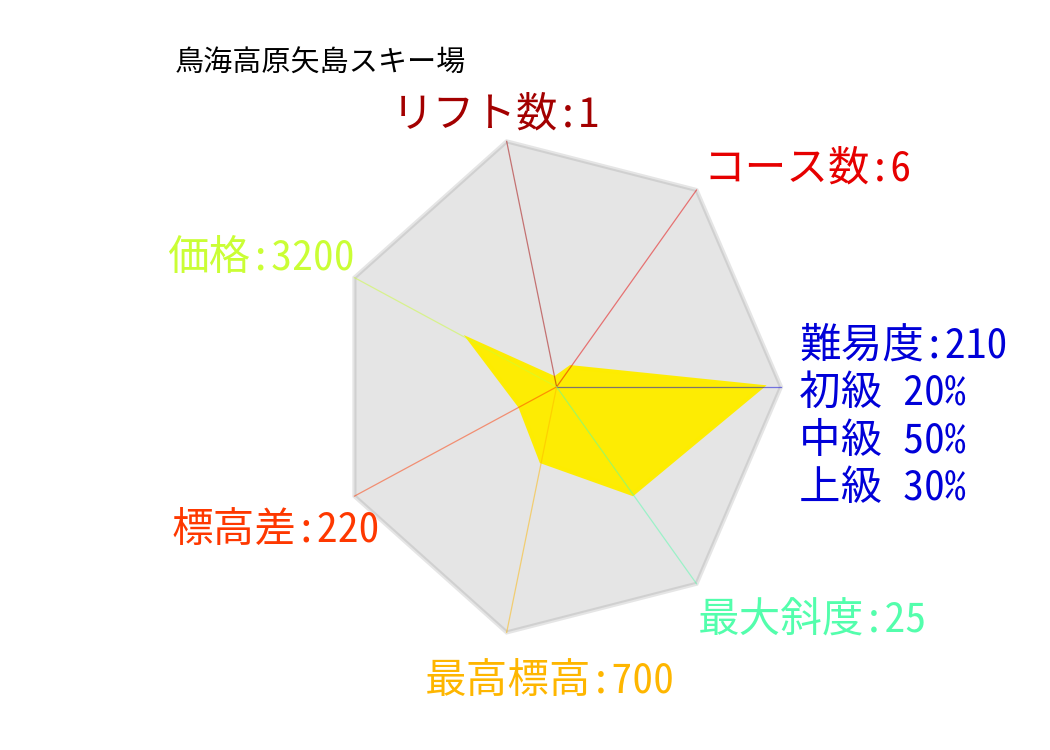 鳥海高原矢島スキー場
リフト数:1
コース数:6
価格:3200
難易度:210
初級 20%
中級 50%
上級 30%
標高差:220
最大斜度:25
最高標高:700